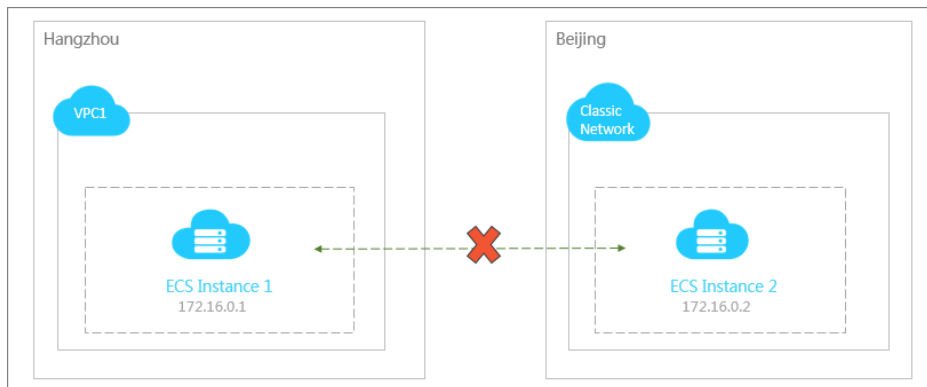 Hangzhou
VPC1
ECS Instance 1
172.16.0.1
Beijing
Classic
Network
ECS Instance 2
172.16.0.2